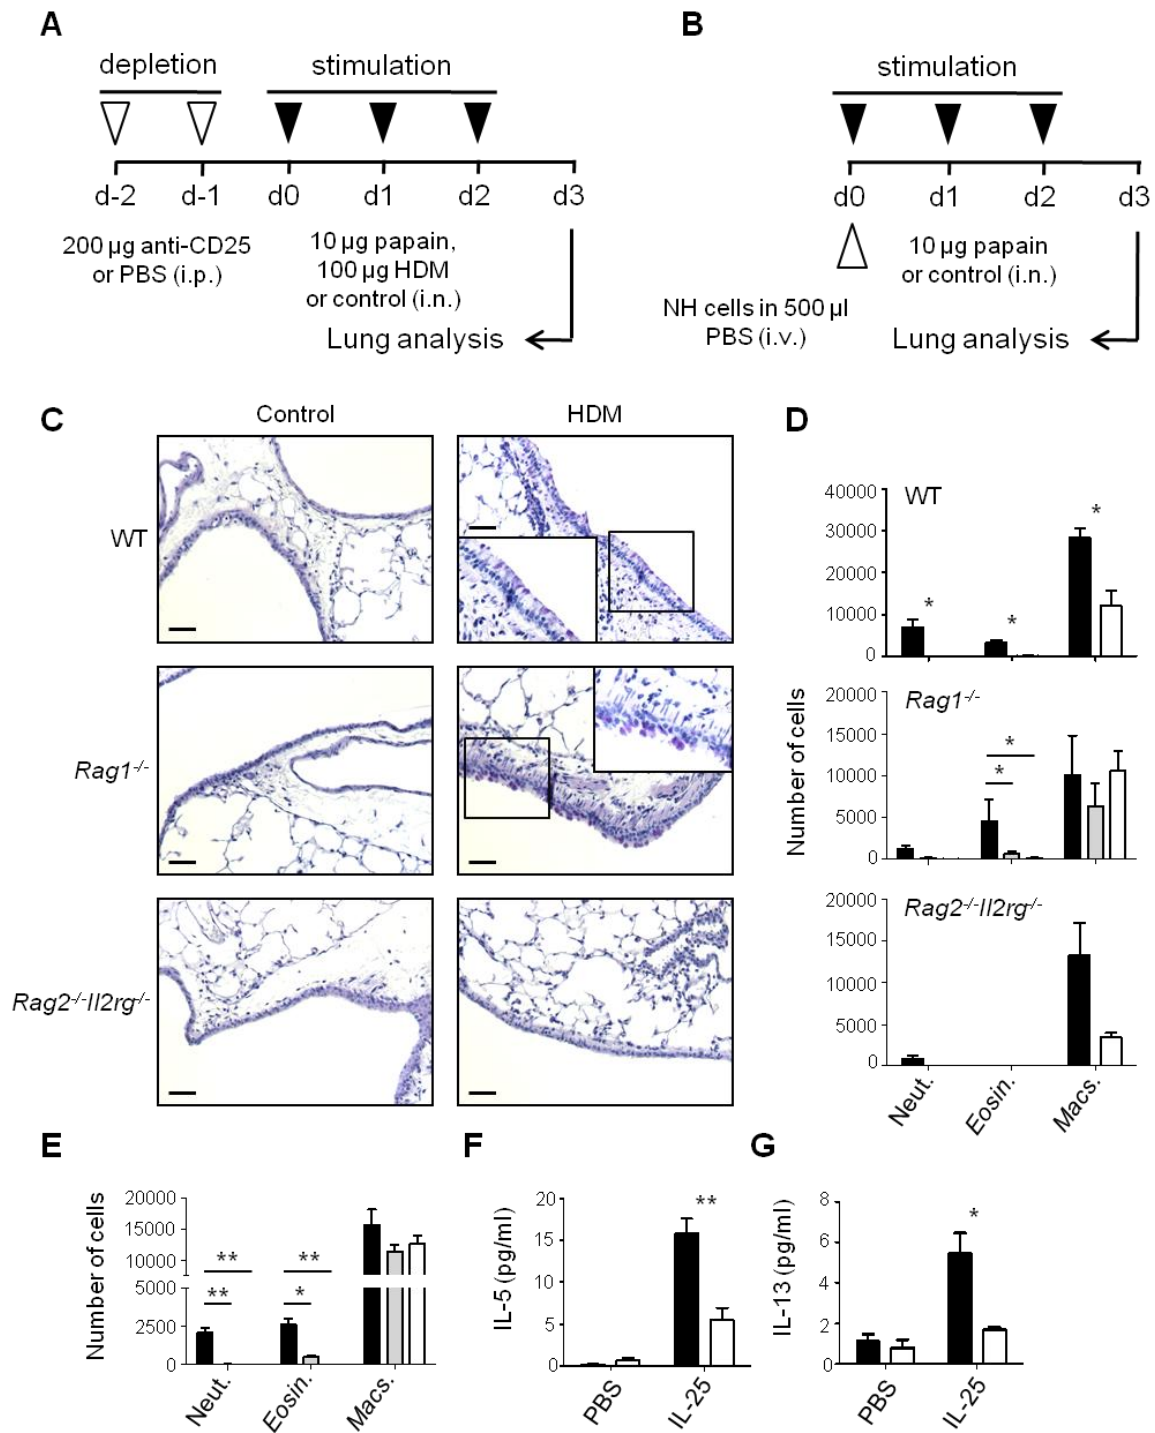 A
depletion
stimulation
d-2
d-1
d0
d1
d2
d3
200 µg anti-CD25
or PBS (i.p.)
10 µg papain,
100 µg HDM
or control (i.n.)
Lung analysis
B
stimulation
d0
d1
d2
d3
NH cells in 500 µl
PBS (i.v.)
10 µg papain
or control (i.n.)
Lung analysis
C
Control
HDM
WT
Rag1-/-
Rag2-/-Il2rg-/-
D
Number of cells
WT
40000
30000
20000
10000
0
*
*
*
Rag1-/-
20000
15000
10000
5000
0
*
*
Rag2-/-Il2rg-/-
20000
15000
10000
5000
0
Neut.
Eosin.
Macs.
E
Number of cells
20000
15000
10000
5000
2500
0
**
**
**
*
Neut.
Eosin.
Macs.
F
IL-5 (pg/ml)
20
15
10
5
0
**
PBS
IL-25
G
IL-13 (pg/ml)
8
6
4
2
0
*
PBS
IL-25